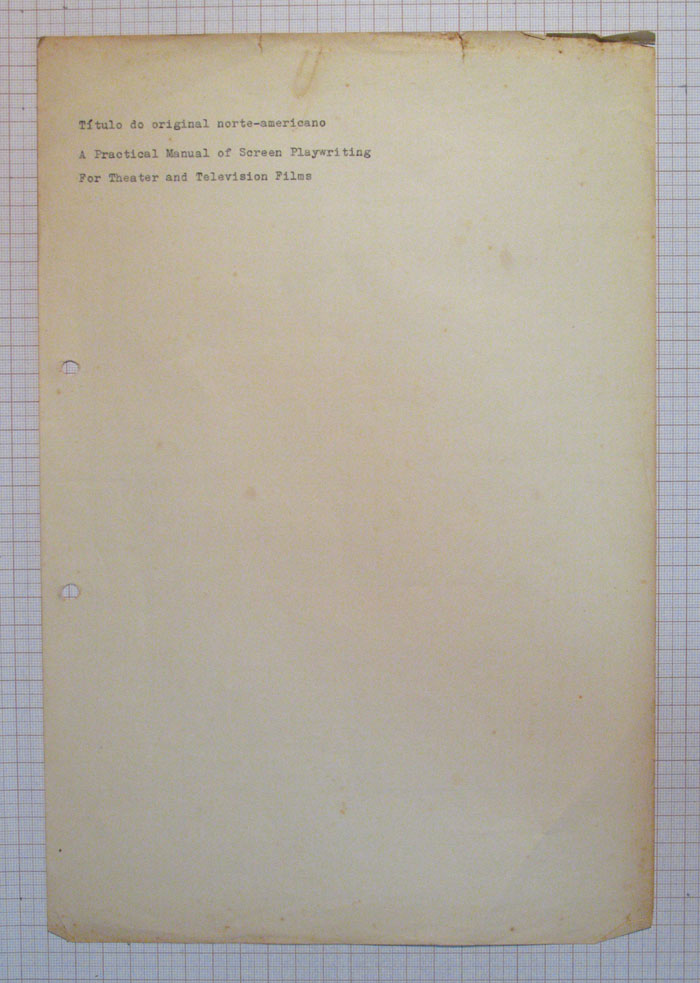 Título do original norte-americano
A Practical Manual of Screen Playwriting
For Theater and Television Films